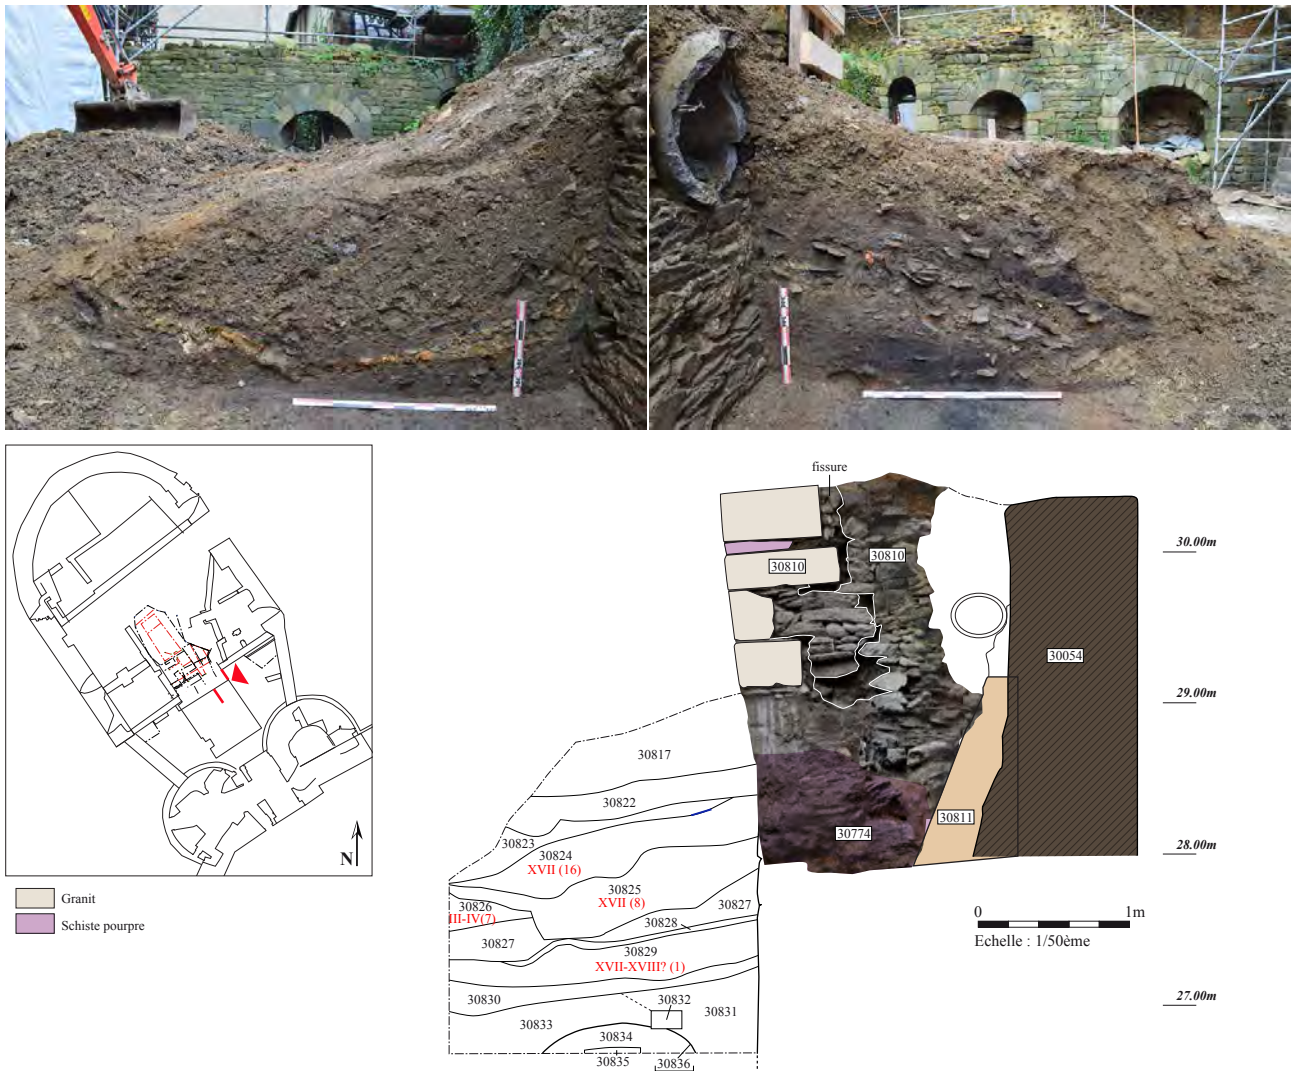 N
Granit
Schiste pourpre
fissure
30810
30810
30054
30811
30774
30.00m
29.00m
28.00m
27.00m
30817
30822
30823
30824
XVII (16)
30825
XVII (8)
30826
III-IV(7)
30827
30827
30828
30829
XVII-XVIII? (1)
30830
30832
30831
30833
30834
30835
30836
0 1m
Echelle : 1/50ème